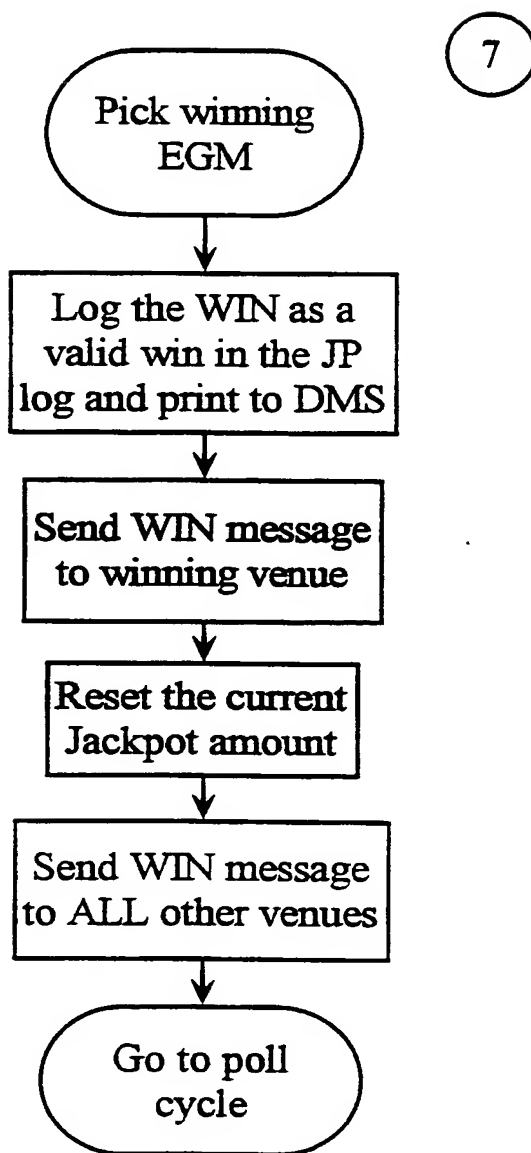 7
Pick winning
EGM
Log the WIN as a
valid win in the JP
log and print to DMS
Send WIN message
to winning venue
Reset the current
Jackpot amount
Send WIN message
to ALL other venues
Go to poll
cycle